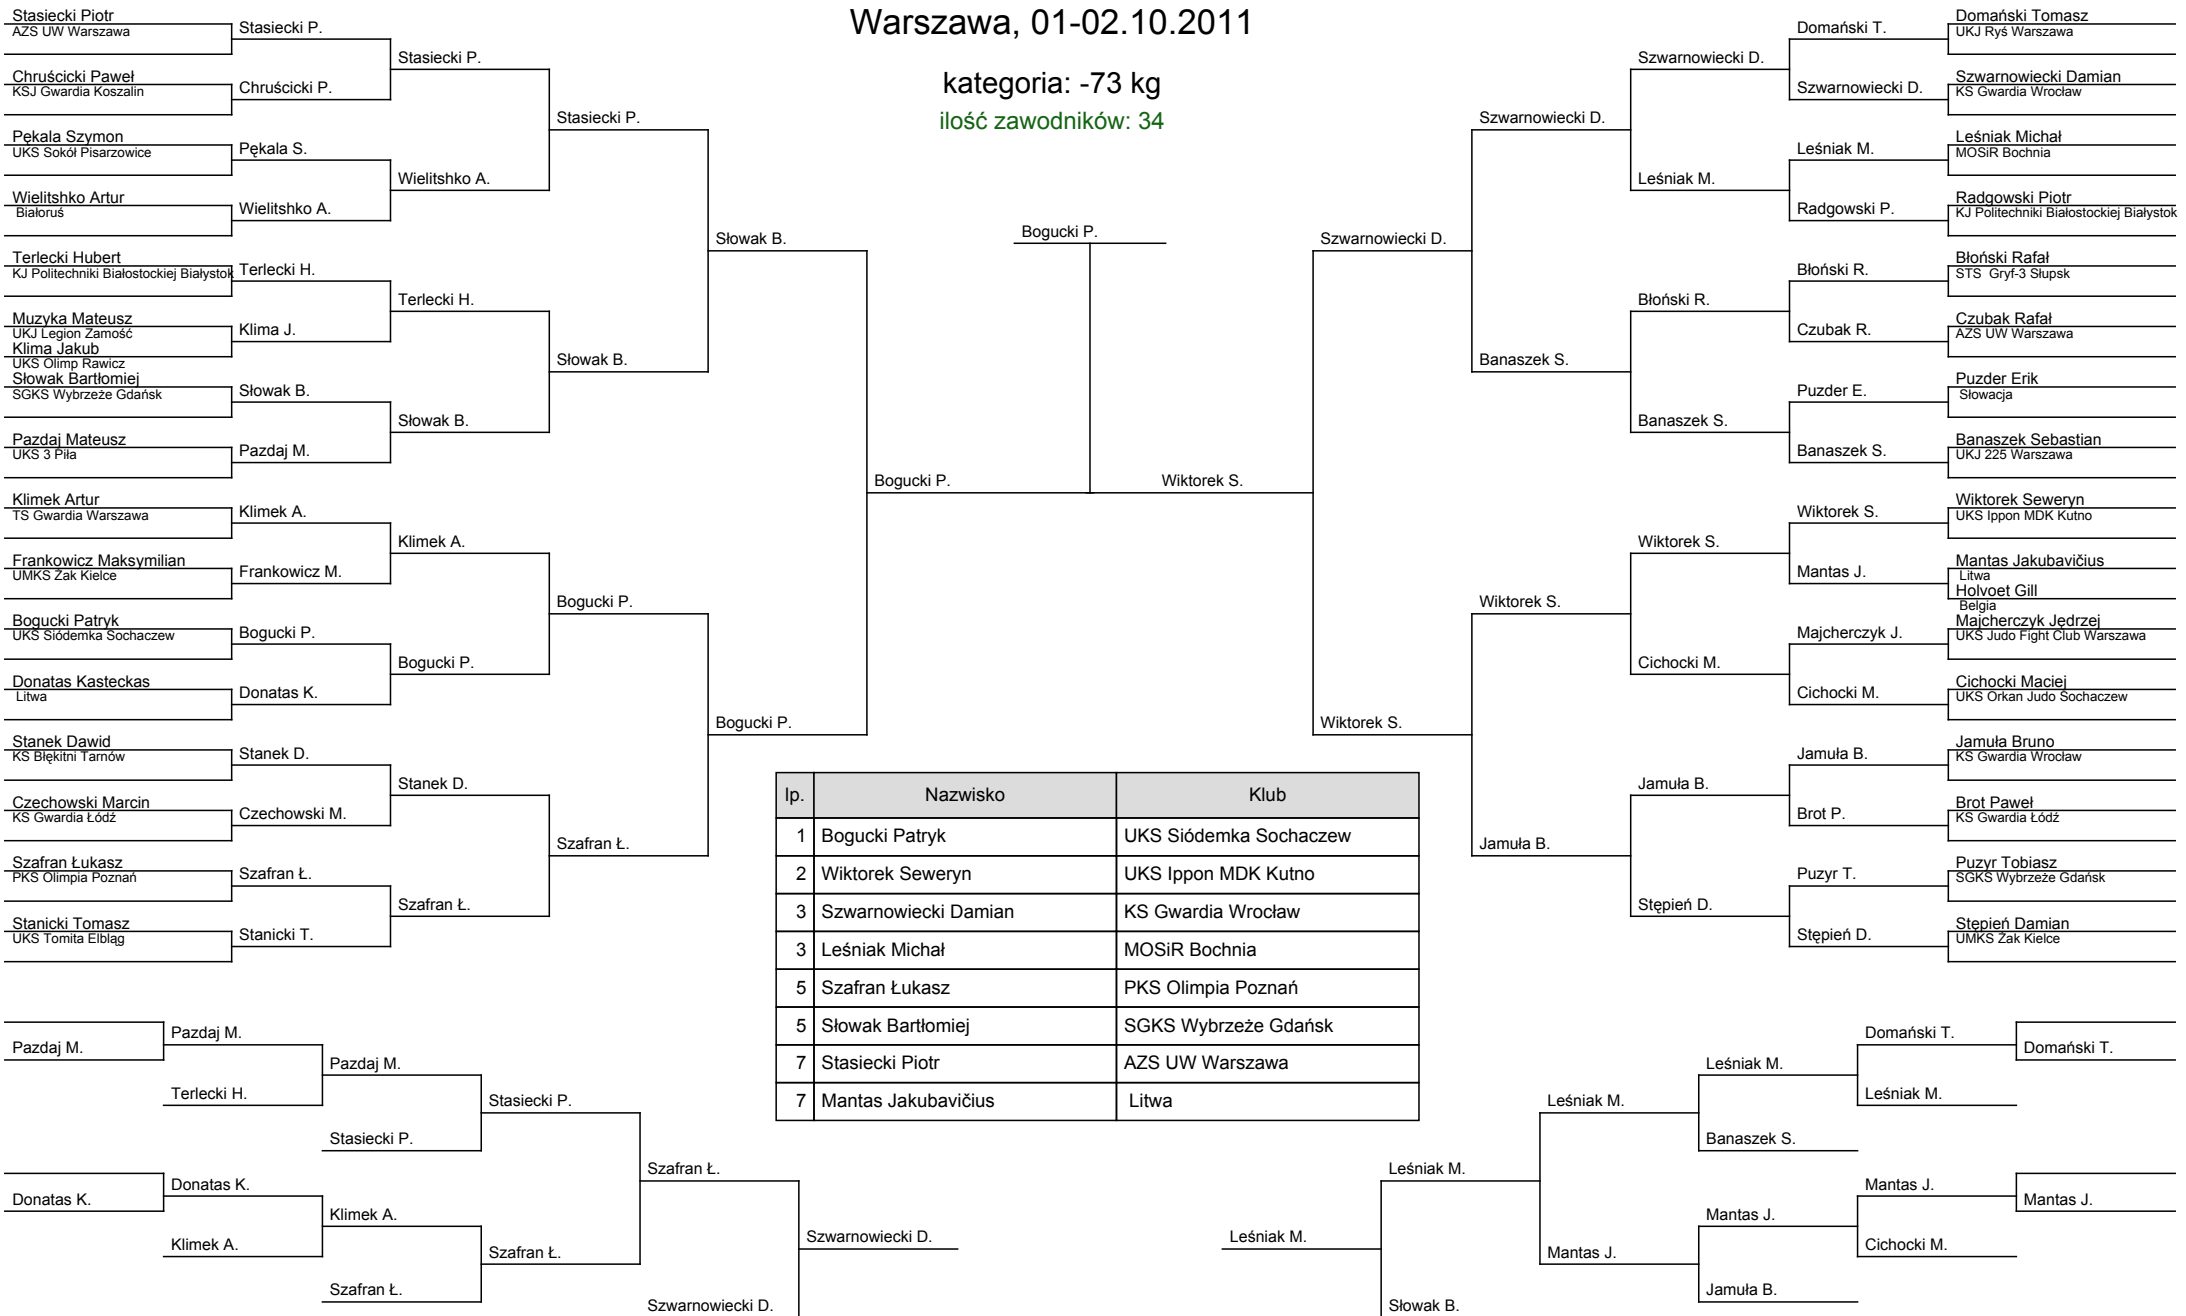 Warszawa, 01-02.10.2011
kategoria: -73 kg
ilość zawodników: 34
Stasiecki Piotr
AZS UW Warszawa
Chruścicki Paweł
KSJ Gwardia Koszalin
Pękala Szymon
UKS Sokół Pisarzowice
Wielitshko Artur
Białoruś
Terlecki Hubert
KJ Politechniki Białostockiej Białystok
Muzyka Mateusz
UKJ Legion Zamość
Klima Jakub
UKS Olimp Rawicz
Słowak Bartłomiej
SGKS Wybrzeże Gdańsk
Pazdaj Mateusz
UKS 3 Piła
Klimek Artur
TS Gwardia Warszawa
Frankowicz Maksymilian
UMKS Żak Kielce
Bogucki Patryk
UKS Siódemka Sochaczew
Donatas Kasteckas
Litwa
Stanek Dawid
KS Błękitni Tarnów
Czechowski Marcin
KS Gwardia Łódź
Szafran Łukasz
PKS Olimpia Poznań
Stanicki Tomasz
UKS Tomita Elbląg
Stasiecki P.
Chruścicki P.
Pękala S.
Wielitshko A.
Terlecki H.
Klima J.
Słowak B.
Pazdaj M.
Klimek A.
Frankowicz M.
Bogucki P.
Donatas K.
Stanek D.
Czechowski M.
Szafran Ł.
Stanicki T.
Stasiecki P.
Wielitshko A.
Terlecki H.
Słowak B.
Klimek A.
Bogucki P.
Stanek D.
Szafran Ł.
Stasiecki P.
Słowak B.
Bogucki P.
Szafran Ł.
Słowak B.
Bogucki P.
Bogucki P.
Bogucki P.
Wiktorek S.
Szwarnowiecki D.
Wiktorek S.
Szwarnowiecki D.
Banaszek S.
Wiktorek S.
Jamuła B.
Szwarnowiecki D.
Leśniak M.
Błoński R.
Banaszek S.
Wiktorek S.
Cichocki M.
Jamuła B.
Stępień D.
Domański T.
Szwarnowiecki D.
Leśniak M.
Radgowski P.
Błoński R.
Czubak R.
Puzder E.
Banaszek S.
Wiktorek S.
Mantas J.
Majcherczyk J.
Cichocki M.
Jamuła B.
Brot P.
Puzyr T.
Stępień D.
Domański Tomasz
UKJ Ryś Warszawa
Szwarnowiecki Damian
KS Gwardia Wrocław
Leśniak Michał
MOSiR Bochnia
Radgowski Piotr
KJ Politechniki Białostockiej Białystok
Błoński Rafał
STS Gryf-3 Słupsk
Czubak Rafał
AZS UW Warszawa
Puzder Erik
Słowacja
Banaszek Sebastian
UKJ 225 Warszawa
Wiktorek Seweryn
UKS Ippon MDK Kutno
Mantas Jakubavičius
Litwa
Holvoet Gill
Belgia
Majcherczyk Jędrzej
UKS Judo Fight Club Warszawa
Cichocki Maciej
UKS Orkan Judo Sochaczew
Jamuła Bruno
KS Gwardia Wrocław
Brot Paweł
KS Gwardia Łódź
Puzyr Tobiasz
SGKS Wybrzeże Gdańsk
Stępień Damian
UMKS Żak Kielce
lp. Nazwisko Klub
1 Bogucki Patryk UKS Siódemka Sochaczew
2 Wiktorek Seweryn UKS Ippon MDK Kutno
3 Szwarnowiecki Damian KS Gwardia Wrocław
3 Leśniak Michał MOSiR Bochnia
5 Szafran Łukasz PKS Olimpia Poznań
5 Słowak Bartłomiej SGKS Wybrzeże Gdańsk
7 Stasiecki Piotr AZS UW Warszawa
7 Mantas Jakubavičius Litwa
Pazdaj M.
Donatas K.
Pazdaj M.
Terlecki H.
Donatas K.
Klimek A.
Pazdaj M.
Stasiecki P.
Klimek A.
Szafran Ł.
Stasiecki P.
Szafran Ł.
Szafran Ł.
Szwarnowiecki D.
Szwarnowiecki D.
Leśniak M.
Leśniak M.
Słowak B.
Leśniak M.
Mantas J.
Leśniak M.
Banaszek S.
Mantas J.
Jamuła B.
Domański T.
Leśniak M.
Mantas J.
Cichocki M.
Domański T.
Mantas J.